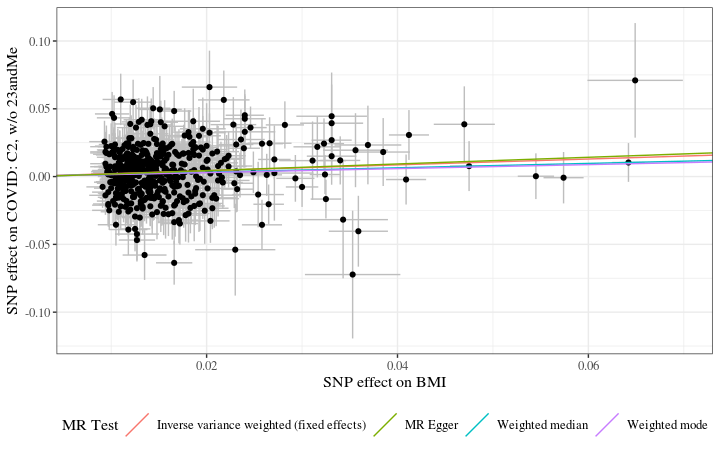 SNP effect on COVID: C2, w/o 23andMe
0.10
0.05
0.00
-0.05
-0.10
0.02
0.04
0.06
SNP effect on BMI
MR Test
Inverse variance weighted (fixed effects)
MR Egger
Weighted median
Weighted mode